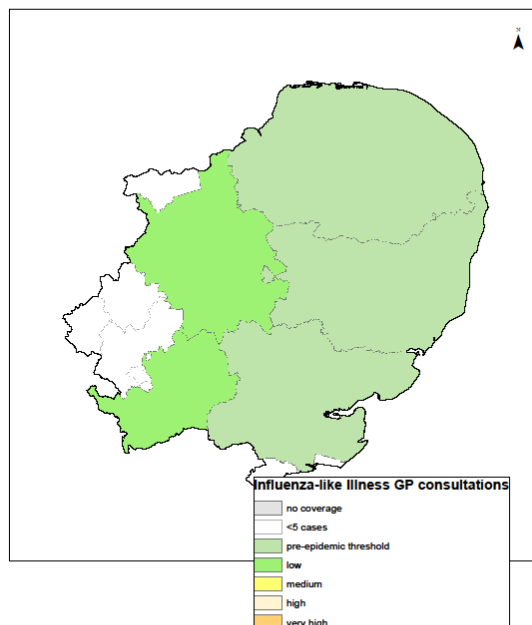 N
Influenza-like Illness GP consultations
no coverage
<5 cases
pre-epidemic threshold
low
medium
high
very high